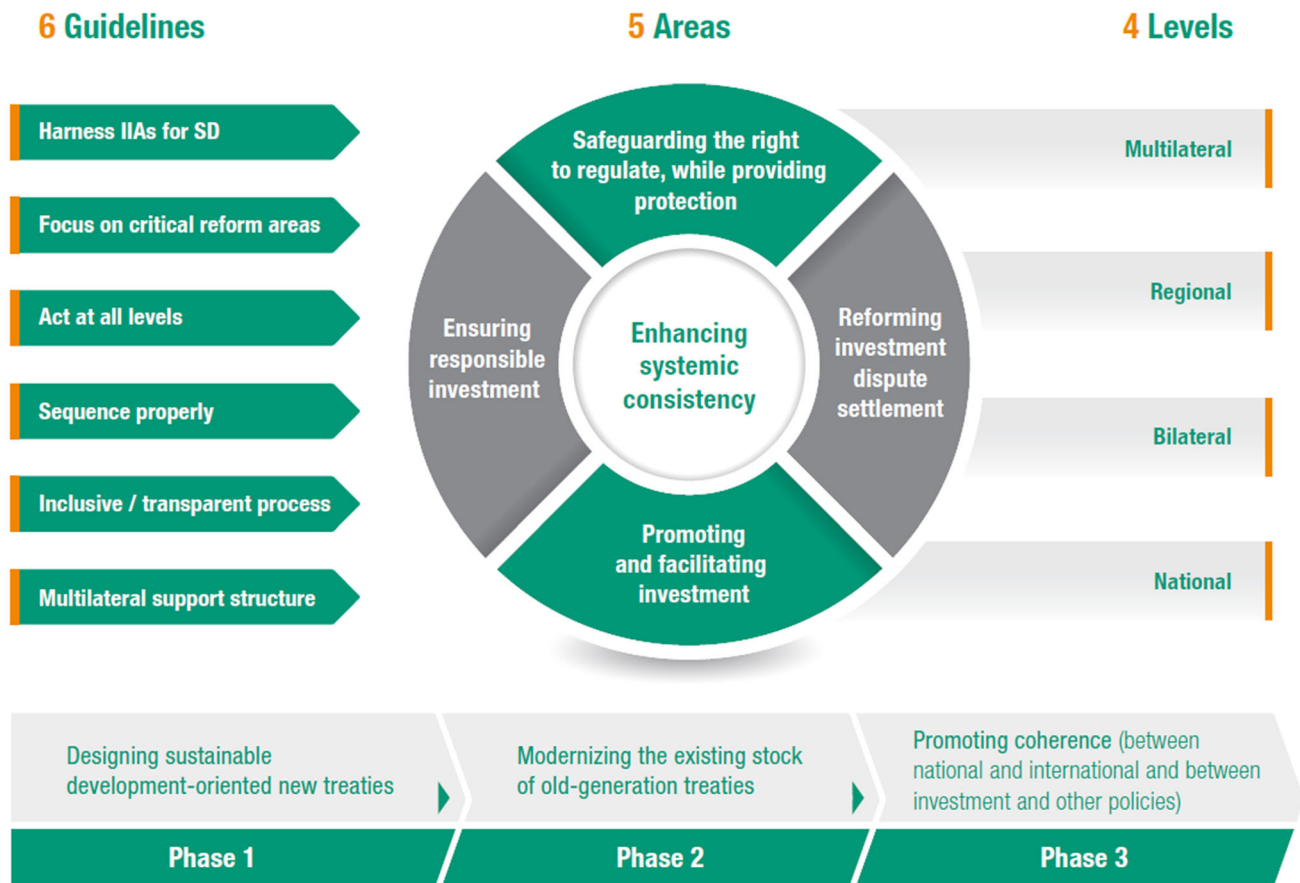 6 Guidelines
5 Areas
4 Levels
Harness IIAs for SD
Focus on critical reform areas
Act at all levels
Sequence properly
Inclusive / transparent process
Multilateral support structure
Safeguarding the right
to regulate, while providing
protection
Ensuring
responsible
investment
Enhancing
systemic
consistency
Reforming
investment
dispute
settlement
Promoting
and facilitating
investment
Multilateral
Regional
Bilateral
National
Designing sustainable
development-oriented new treaties
Modernizing the existing stock
of old-generation treaties
Promoting coherence (between
national and international and between
investment and other policies)
Phase 1
Phase 2
Phase 3